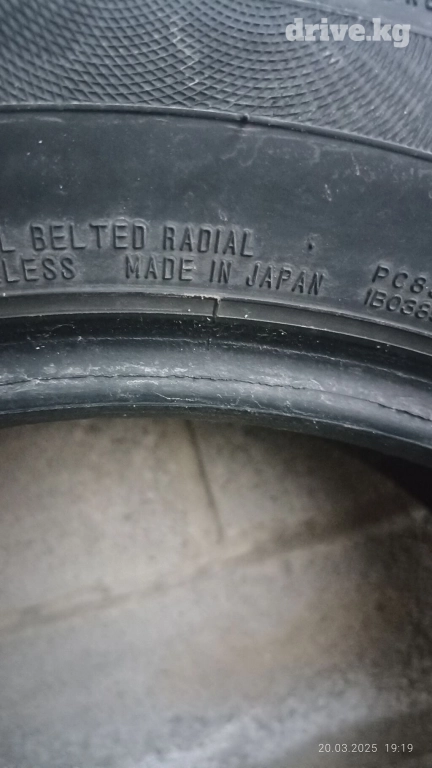 drive.kg
L BELTED RADIAL
LESS MADE IN JAPAN
20.03.2025 19:19